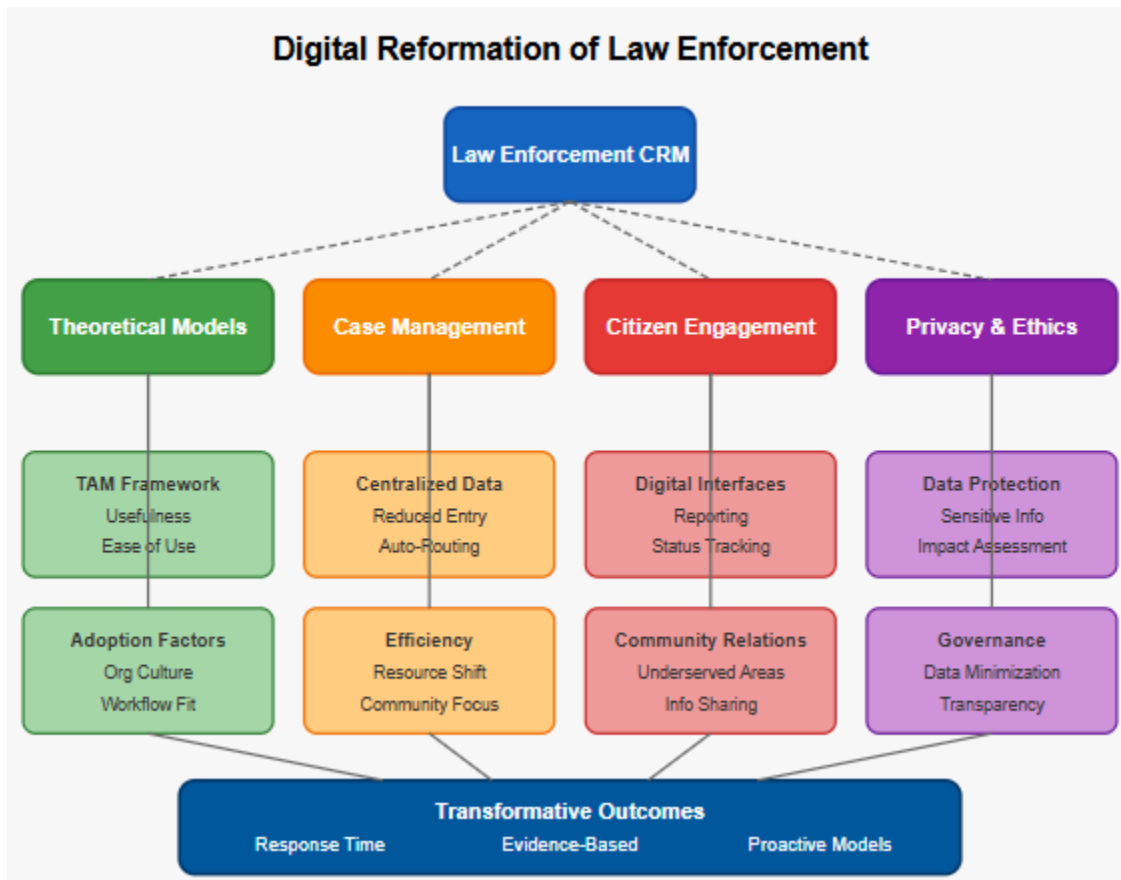 Digital Reformation of Law Enforcement
Law Enforcement CRM
Theoretical Models
Case Management
Citizen Engagement
Privacy & Ethics
TAM Framework
Usefulness
Ease of Use
Centralized Data
Reduced Entry
Auto-Routing
Digital Interfaces
Reporting
Status Tracking
Data Protection
Sensitive Info
Impact Assessment
Adoption Factors
Org Culture
Workflow Fit
Efficiency
Resource Shift
Community Focus
Community Relations
Underserved Areas
Info Sharing
Governance
Data Minimization
Transparency
Transformative Outcomes
Response Time
Evidence-Based
Proactive Models